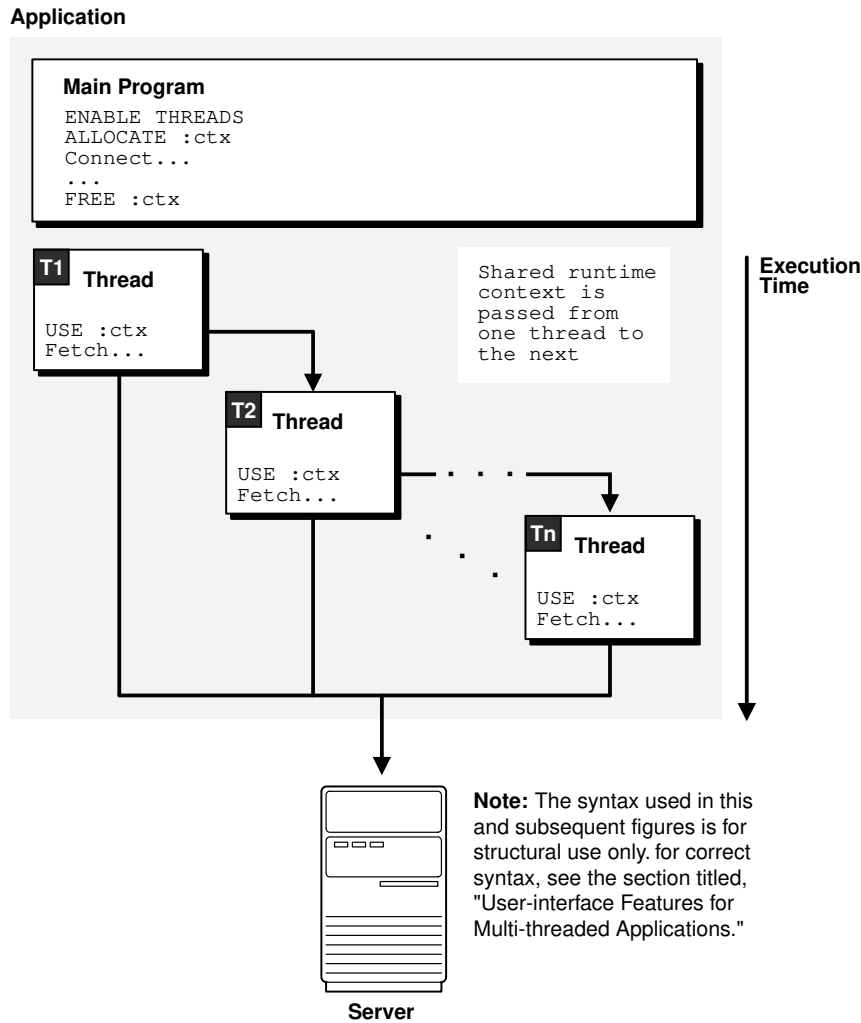 Application
Main Program
ENABLE THREADS
ALLOCATE :ctx
Connect...
...
FREE :ctx
T1
Thread
USE :ctx
Fetch...
Shared runtime
context is
passed from
one thread to
the next
Execution
Time
T2
Thread
USE :ctx
Fetch...
Tn
Thread
USE :ctx
Fetch...
Note: The syntax used in this
and subsequent figures is for
structural use only. for correct
syntax, see the section titled,
"User-interface Features for
Multi-threaded Applications."
Server